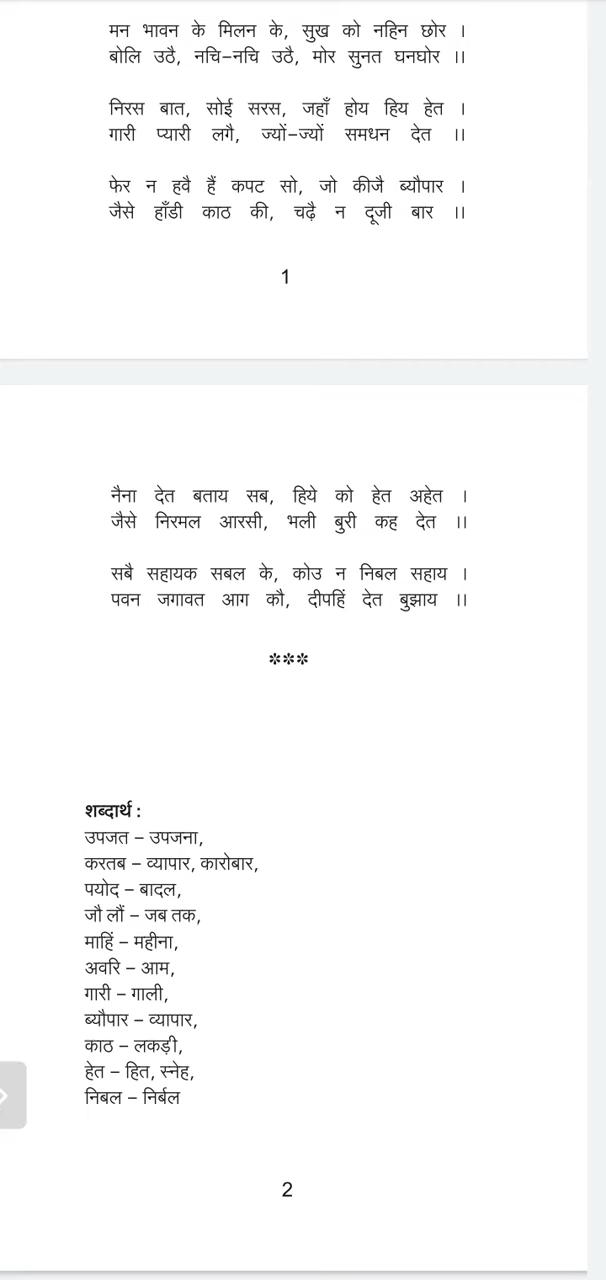 मन भावन के मिलन के, सुख को नहिन छोर ।
बोलि उठै, नचि-नचि उठै, मोर सुनत घनघोर ॥
निरस बात, सोई सरस, जहाँ होय हिय हेत ।
गारी प्यारी लगै, ज्यों-ज्यों समधन देत ॥
फेर न हवै हैं कपट सो, जो कीजै ब्यौपार ।
जैसे हाँडी काठ की, चढ़ै न दूजी बार ॥
1
नैना देत बताय सब, हिये को हेत अहेत ।
जैसे निरमल आरसी, भली बुरी कह देत ॥
सबै सहायक सबल के, कोउ न निबल सहाय ।
पवन जगावत आग कौ, दीपहिं देत बुझाय ॥
***
शब्दार्थ :
उपजत – उपजना,
करतब – व्यापार, कारोबार,
पयोद – बादल,
जौ लौं – जब तक,
माहिं – महीना,
अवरि – आम,
गारी – गाली,
ब्यौपार – व्यापार,
काठ – लकड़ी,
हेत – हित, स्नेह,
निबल – निर्बल
2